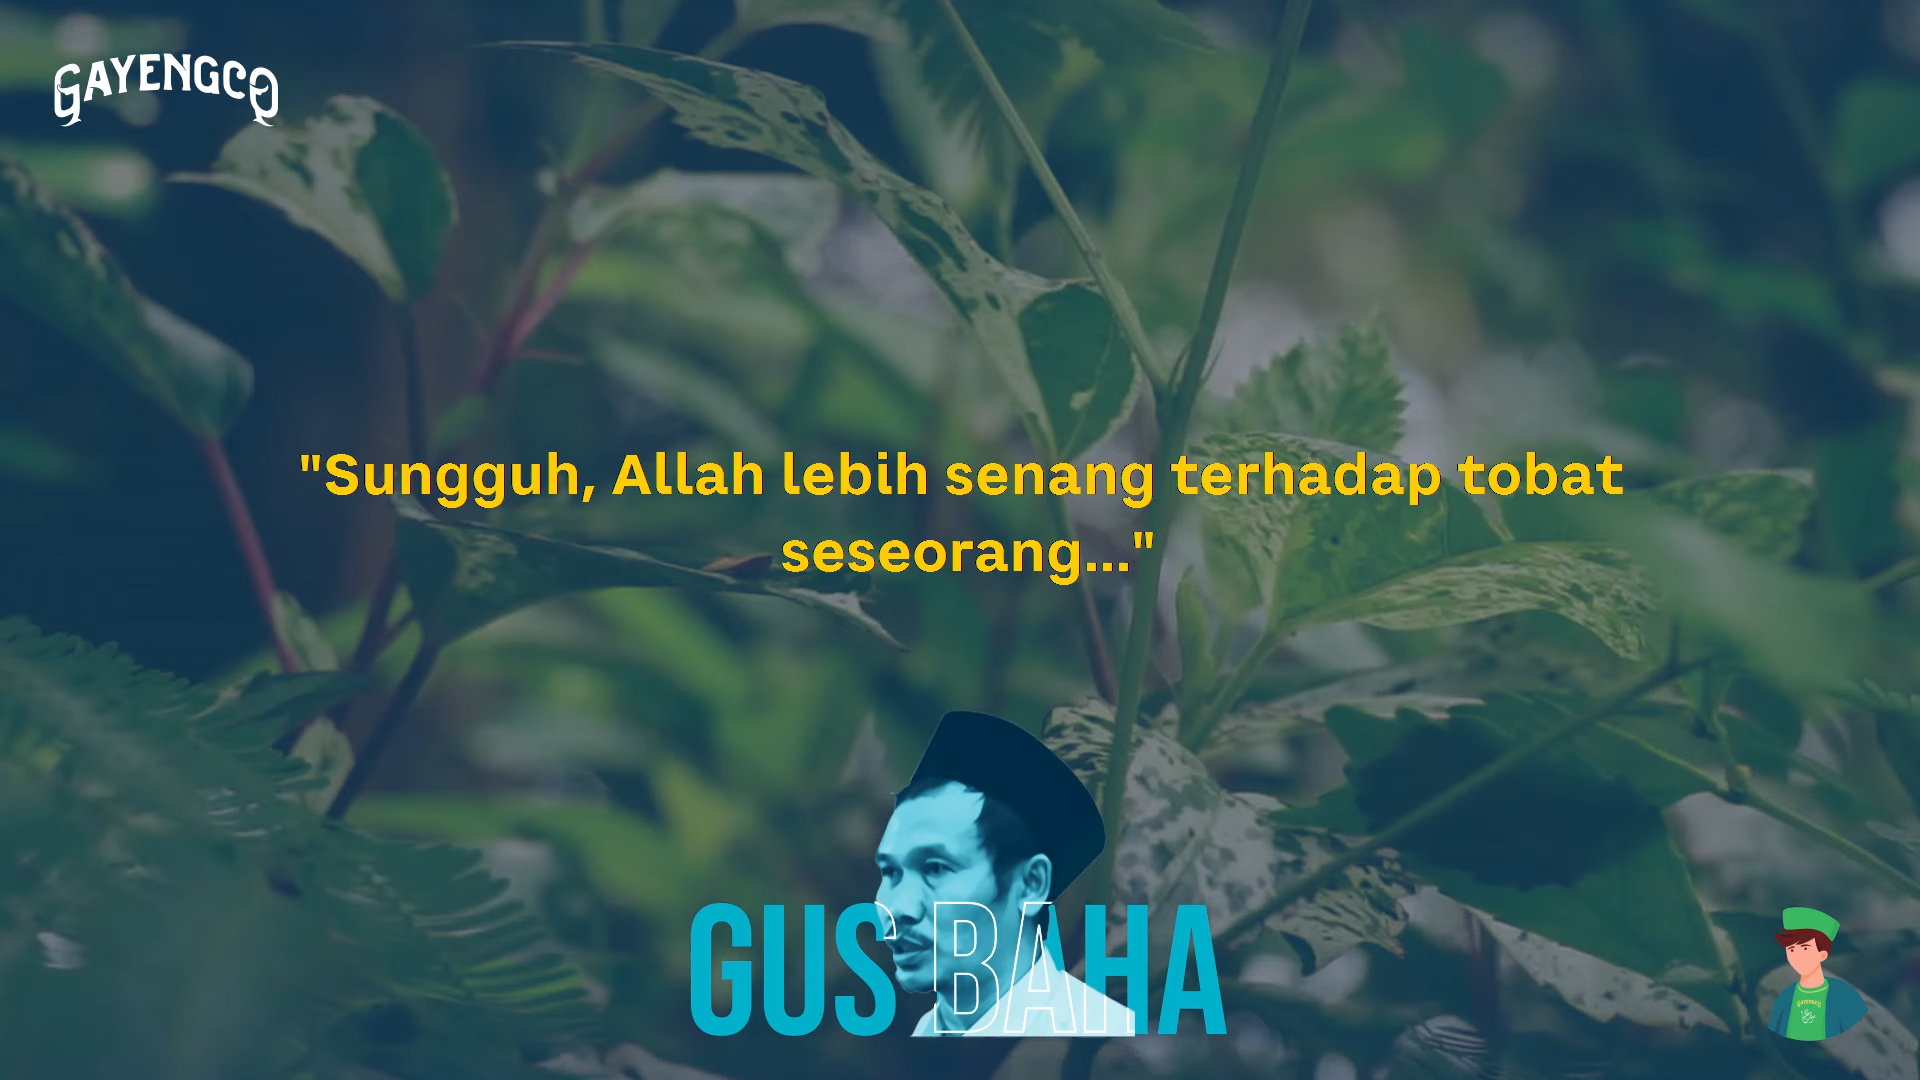 GAYENGCO
"Sungguh, Allah lebih senang terhadap tobat
seseorang..."
GUS BAHA